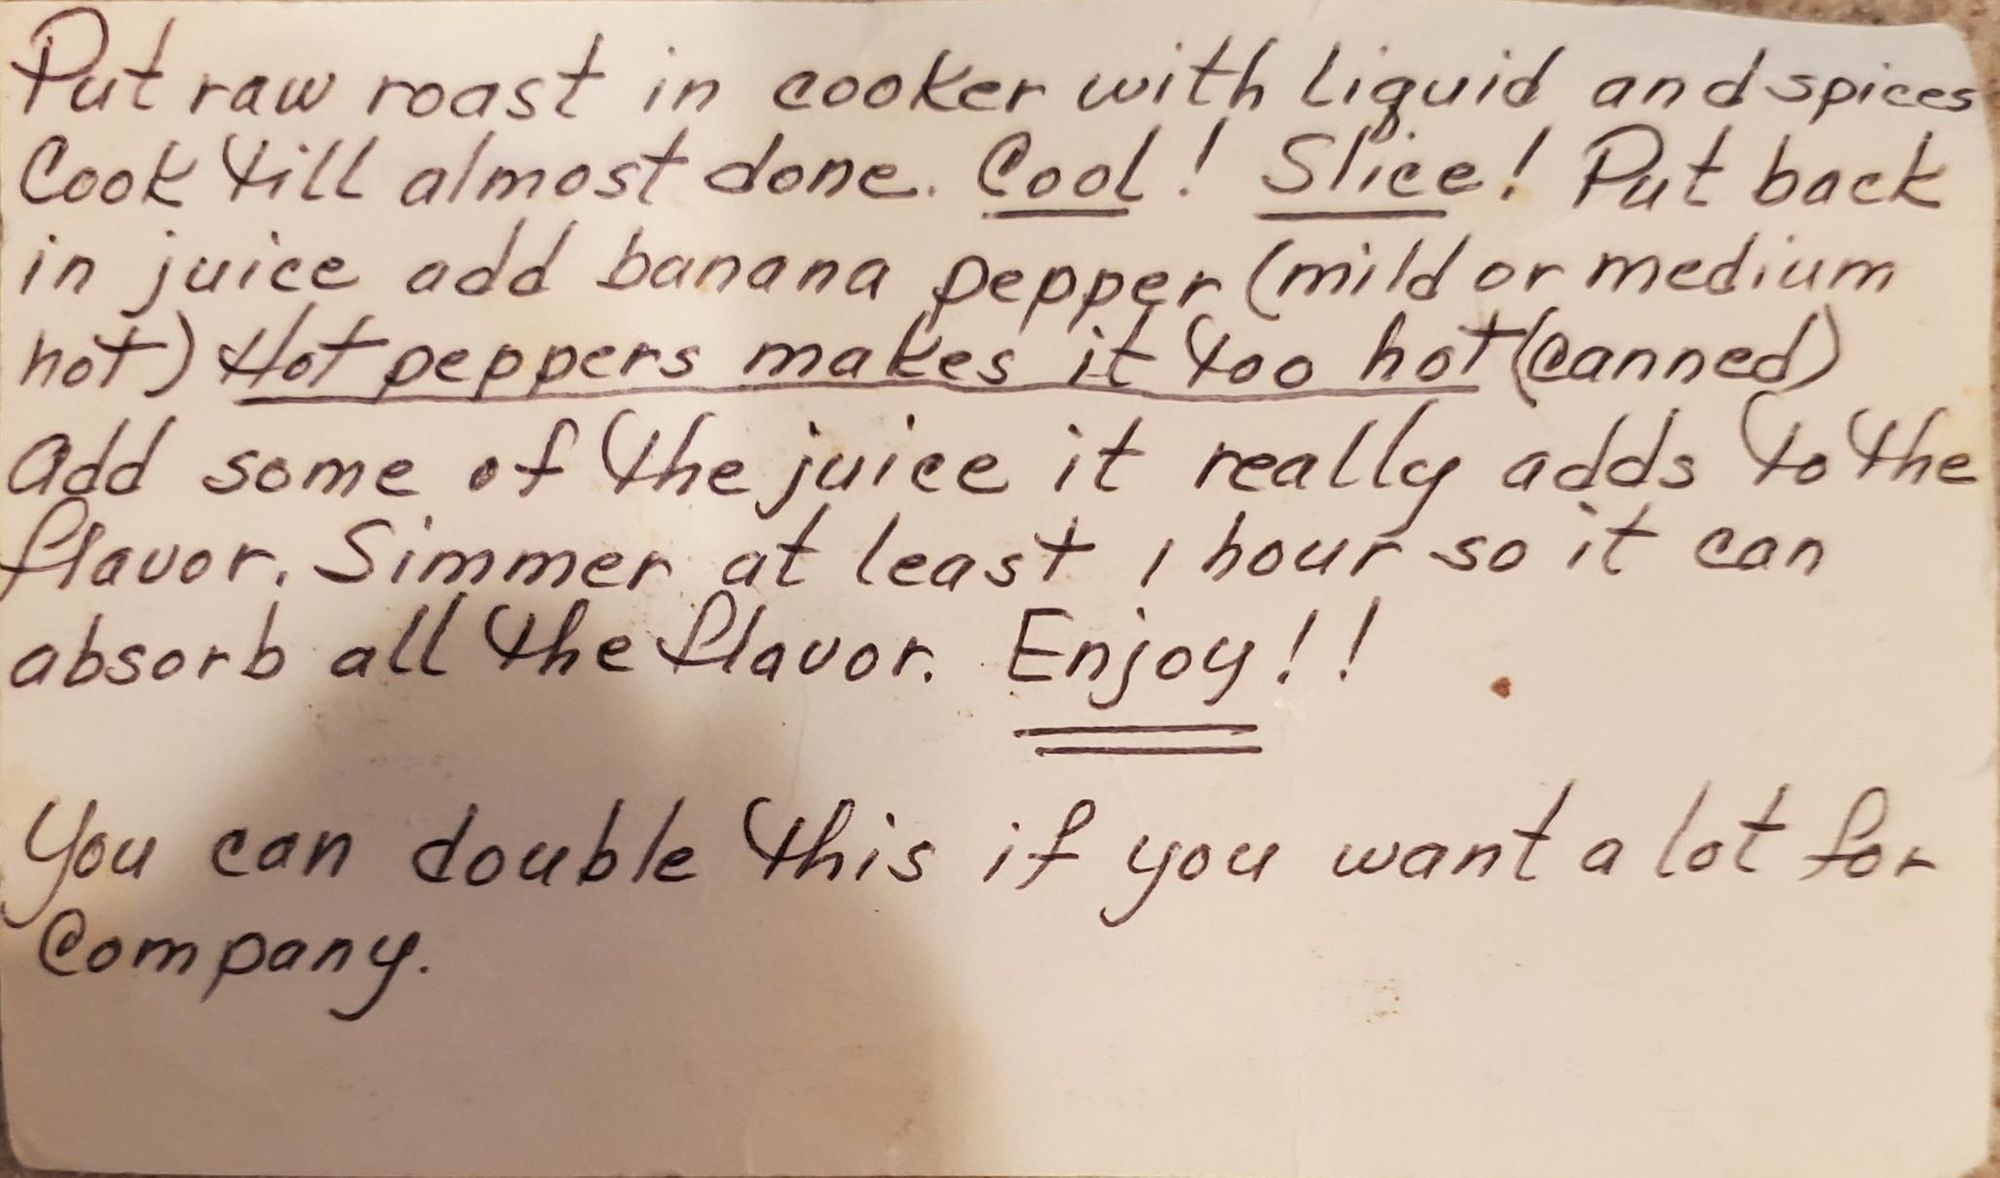 Put raw roast in cooker with liquid and spices
Cook till almost done. Cool! Slice! Put back
in juice add banana pepper (mild or medium
hot) Hot peppers makes it too hot (canned)
Add some of the juice it really adds to the
flavor. Simmer at least 1 hour so it can
absorb all the flavor. Enjoy!!
You can double this if you want a lot for
Company.